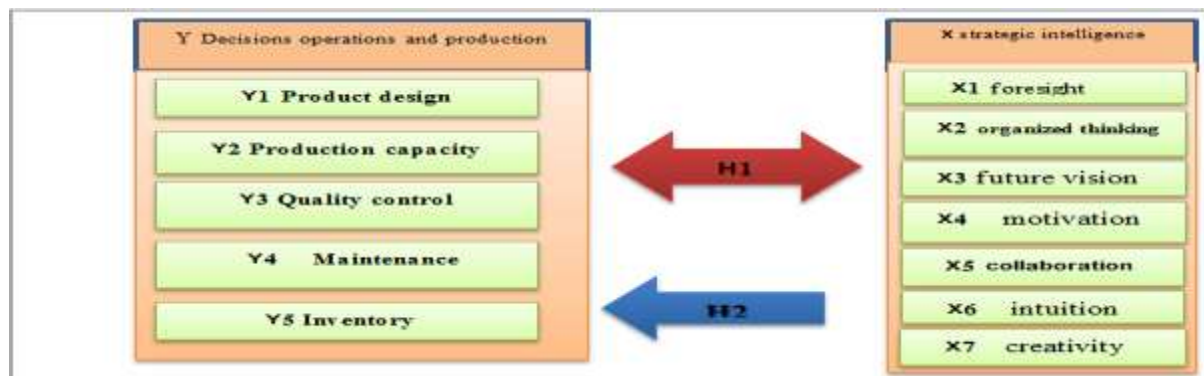 Y Decisions operations and production
Y1 Product design
Y2 Production capacity
Y3 Quality control
Y4 Maintenance
Y5 Inventory
H1
H2
X strategic intelligence
X1 foresight
X2 organized thinking
X3 future vision
X4 motivation
X5 collaboration
X6 intuition
X7 creativity